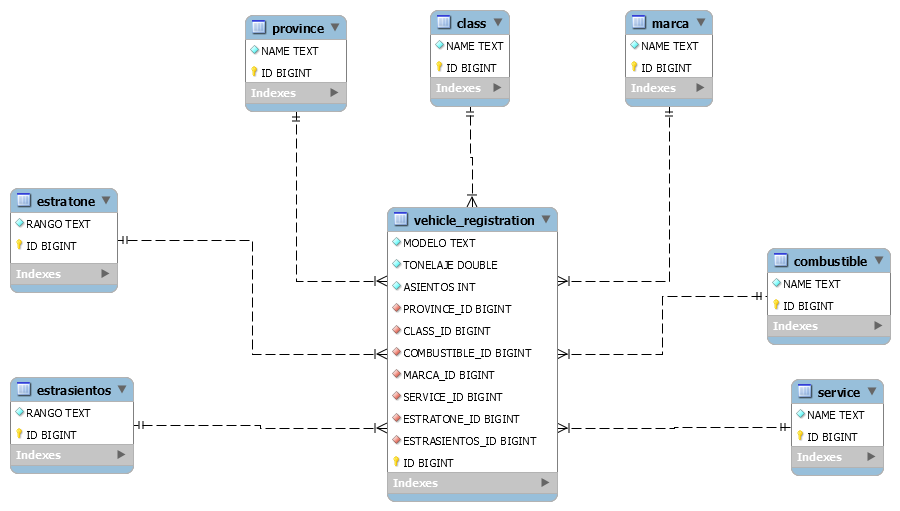 province
NAME TEXT
ID BIGINT
Indexes
class
NAME TEXT
ID BIGINT
Indexes
marca
NAME TEXT
ID BIGINT
Indexes
estratone
RANGO TEXT
ID BIGINT
Indexes
vehicle_registration
MODELO TEXT
TONELAJE DOUBLE
ASIENTOS INT
PROVINCE_ID BIGINT
CLASS_ID BIGINT
COMBUSTIBLE_ID BIGINT
MARCA_ID BIGINT
SERVICE_ID BIGINT
ESTRATONE_ID BIGINT
ESTRASIENTOS_ID BIGINT
ID BIGINT
Indexes
combustible
NAME TEXT
ID BIGINT
Indexes
estrasientos
RANGO TEXT
ID BIGINT
Indexes
service
NAME TEXT
ID BIGINT
Indexes